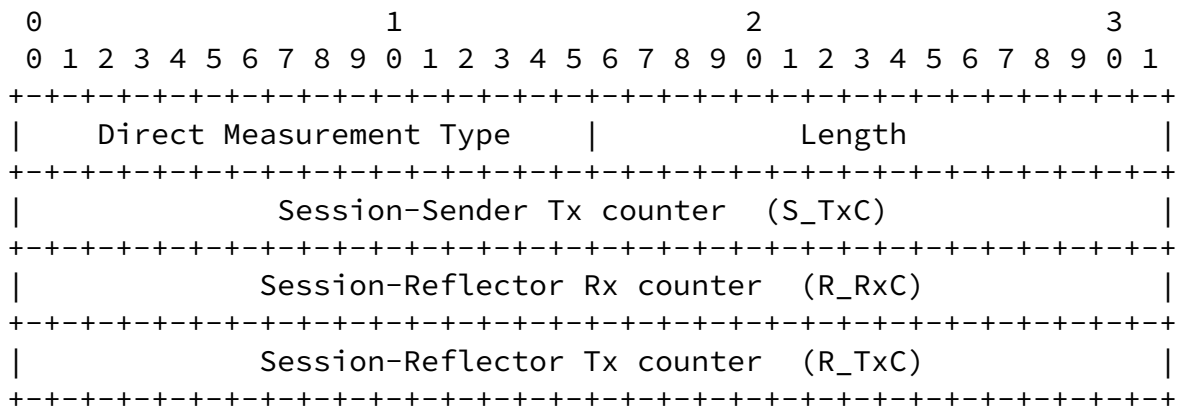 0                   1                   2                   3
 0 1 2 3 4 5 6 7 8 9 0 1 2 3 4 5 6 7 8 9 0 1 2 3 4 5 6 7 8 9 0 1
+-+-+-+-+-+-+-+-+-+-+-+-+-+-+-+-+-+-+-+-+-+-+-+-+-+-+-+-+-+-+-+-+
|    Direct Measurement Type    |           Length              |
+-+-+-+-+-+-+-+-+-+-+-+-+-+-+-+-+-+-+-+-+-+-+-+-+-+-+-+-+-+-+-+-+
|              Session-Sender Tx counter  (S_TxC)               |
+-+-+-+-+-+-+-+-+-+-+-+-+-+-+-+-+-+-+-+-+-+-+-+-+-+-+-+-+-+-+-+-+
|             Session-Reflector Rx counter  (R_RxC)             |
+-+-+-+-+-+-+-+-+-+-+-+-+-+-+-+-+-+-+-+-+-+-+-+-+-+-+-+-+-+-+-+-+
|             Session-Reflector Tx counter  (R_TxC)             |
+-+-+-+-+-+-+-+-+-+-+-+-+-+-+-+-+-+-+-+-+-+-+-+-+-+-+-+-+-+-+-+-+